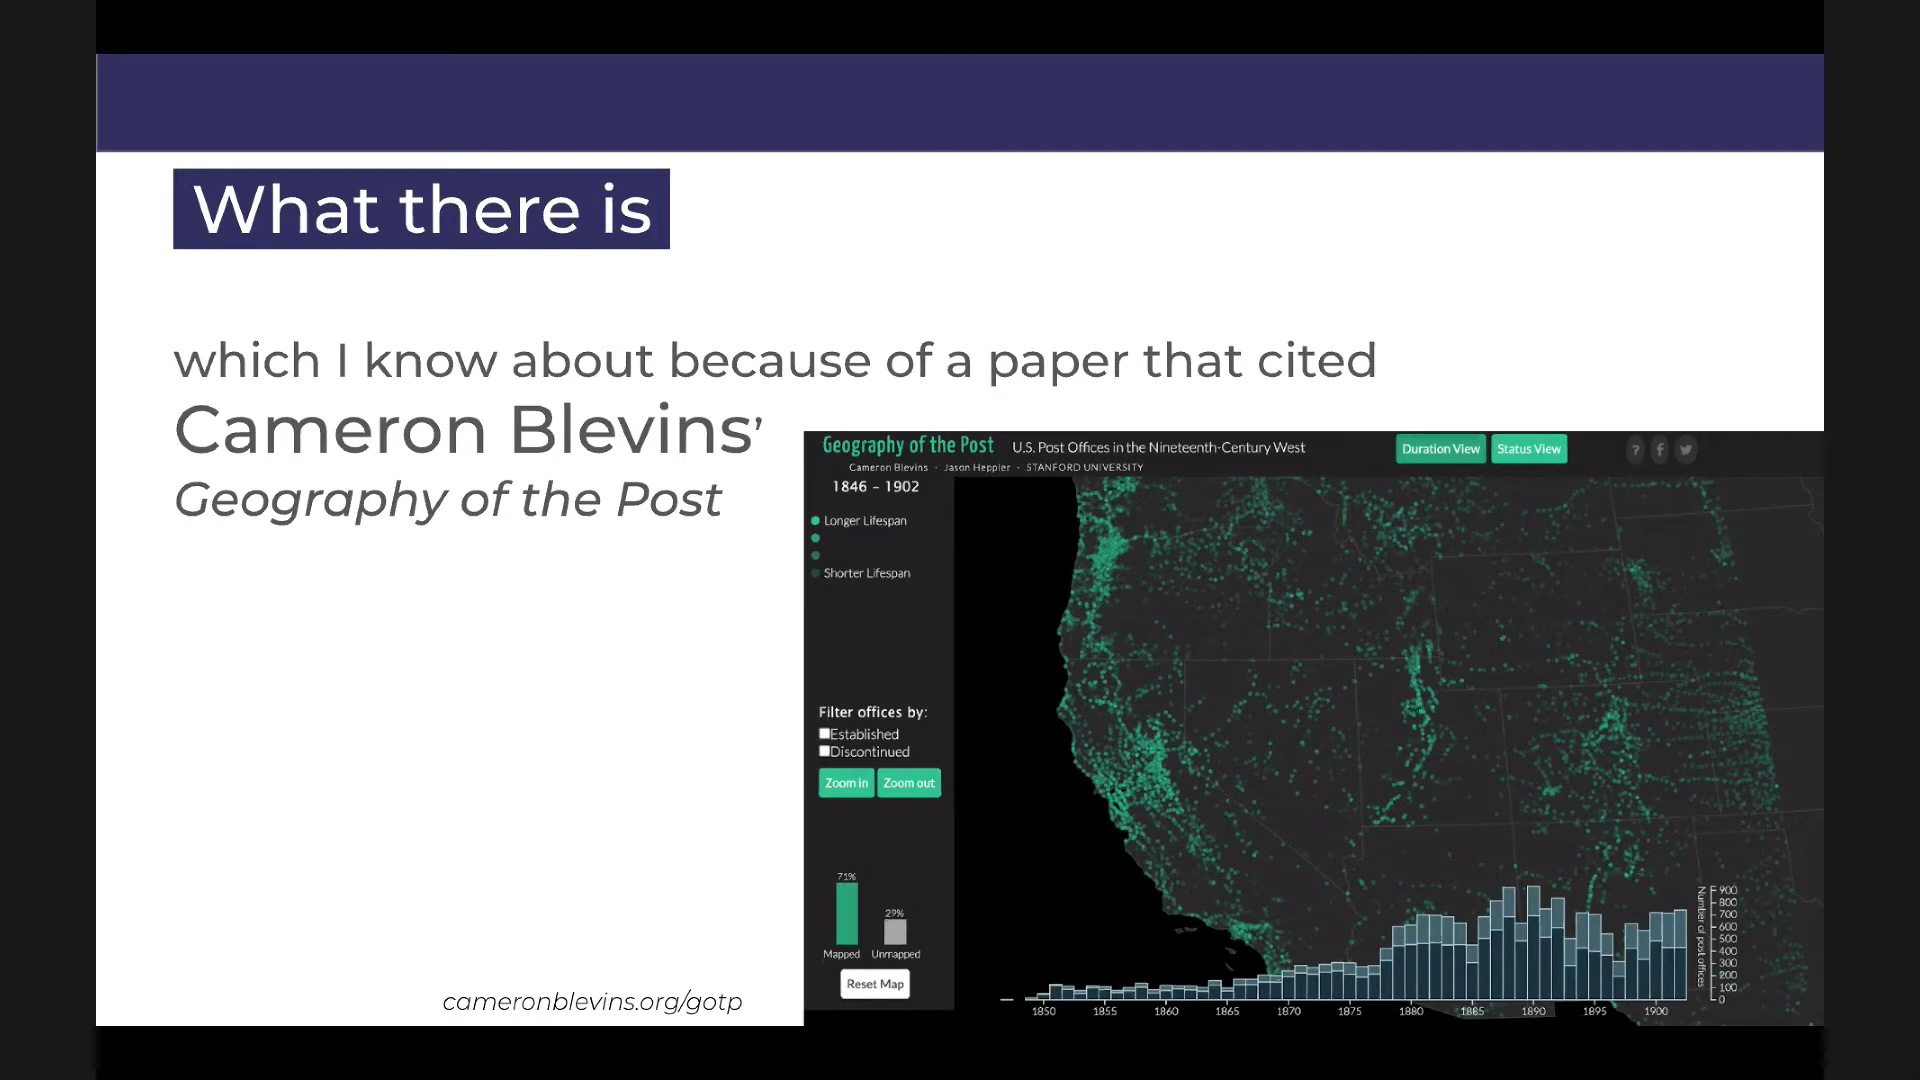 What there is
which I know about because of a paper that cited
Cameron Blevins’
Geography of the Post
cameronblevins.org/gotp
Geography of the Post U.S. Post Offices in the Nineteenth-Century West
Duration View Status View ? f
Cameron Blevins · Jason Heppler · STANFORD UNIVERSITY
1846 – 1902
Longer Lifespan
Shorter Lifespan
Filter offices by:
Established
Discontinued
Zoom in Zoom out
71%
29%
Mapped Unmapped
Reset Map
Number of post offices
900
800
700
600
500
400
300
200
100
0
1850 1855 1860 1865 1870 1875 1880 1885 1890 1895 1900